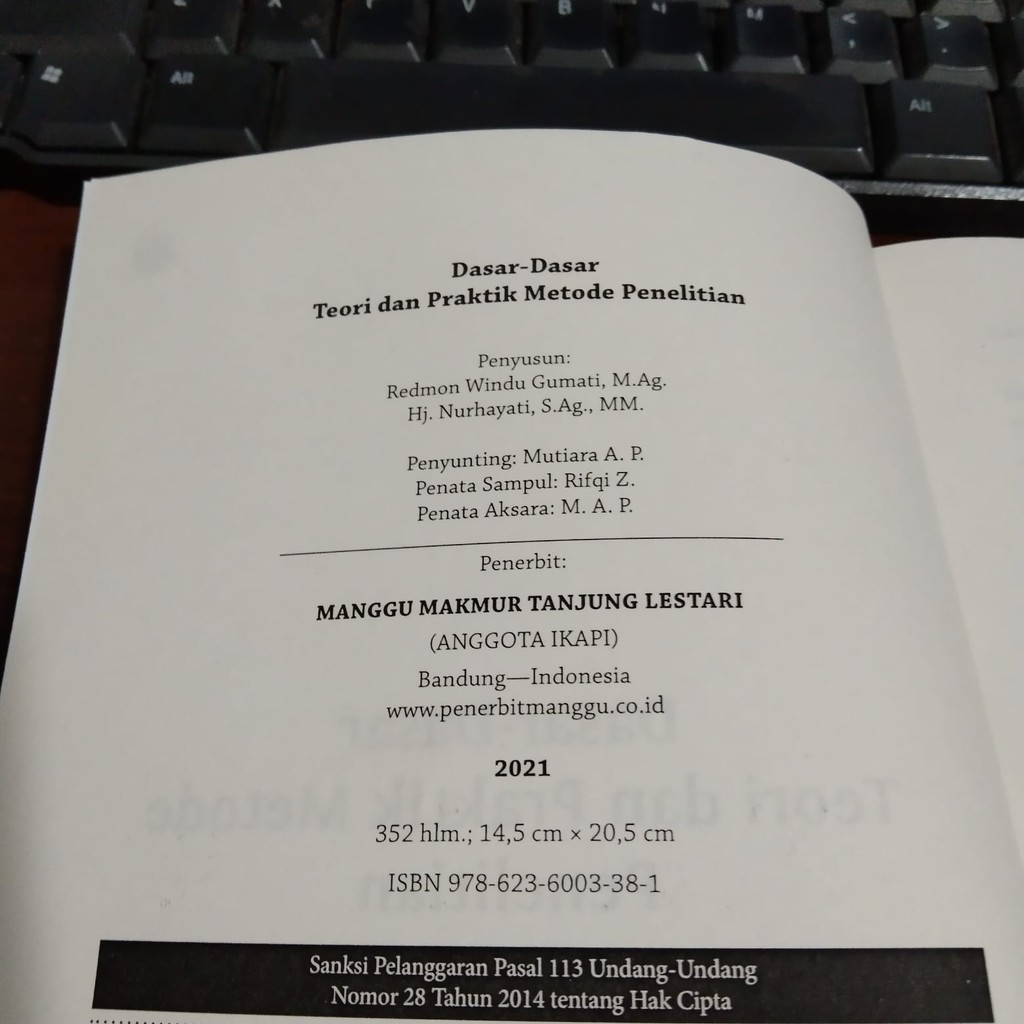 Alt
Alt
V
B
N
M
<
,
>
.
Dasar-Dasar
Teori dan Praktik Metode Penelitian
Penyusun:
Redmon Windu Gumati, M.Ag.
Hj. Nurhayati, S.Ag., MM.
Penyunting: Mutiara A. P.
Penata Sampul: Rifqi Z.
Penata Aksara: M. A. P.
Penerbit:
MANGGU MAKMUR TANJUNG LESTARI
(ANGGOTA IKAPI)
Bandung—Indonesia
www.penerbitmanggu.co.id
2021
352 hlm.; 14,5 cm × 20,5 cm
ISBN 978-623-6003-38-1
Sanksi Pelanggaran Pasal 113 Undang-Undang
Nomor 28 Tahun 2014 tentang Hak Cipta